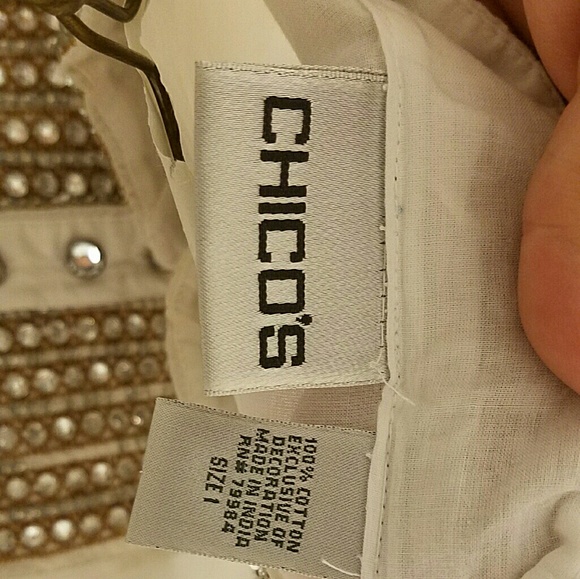 CHICO'S
100% COTTON
EXCLUSIVE OF
DECORATION
MADE IN INDIA
RN# 79984
SIZE 1